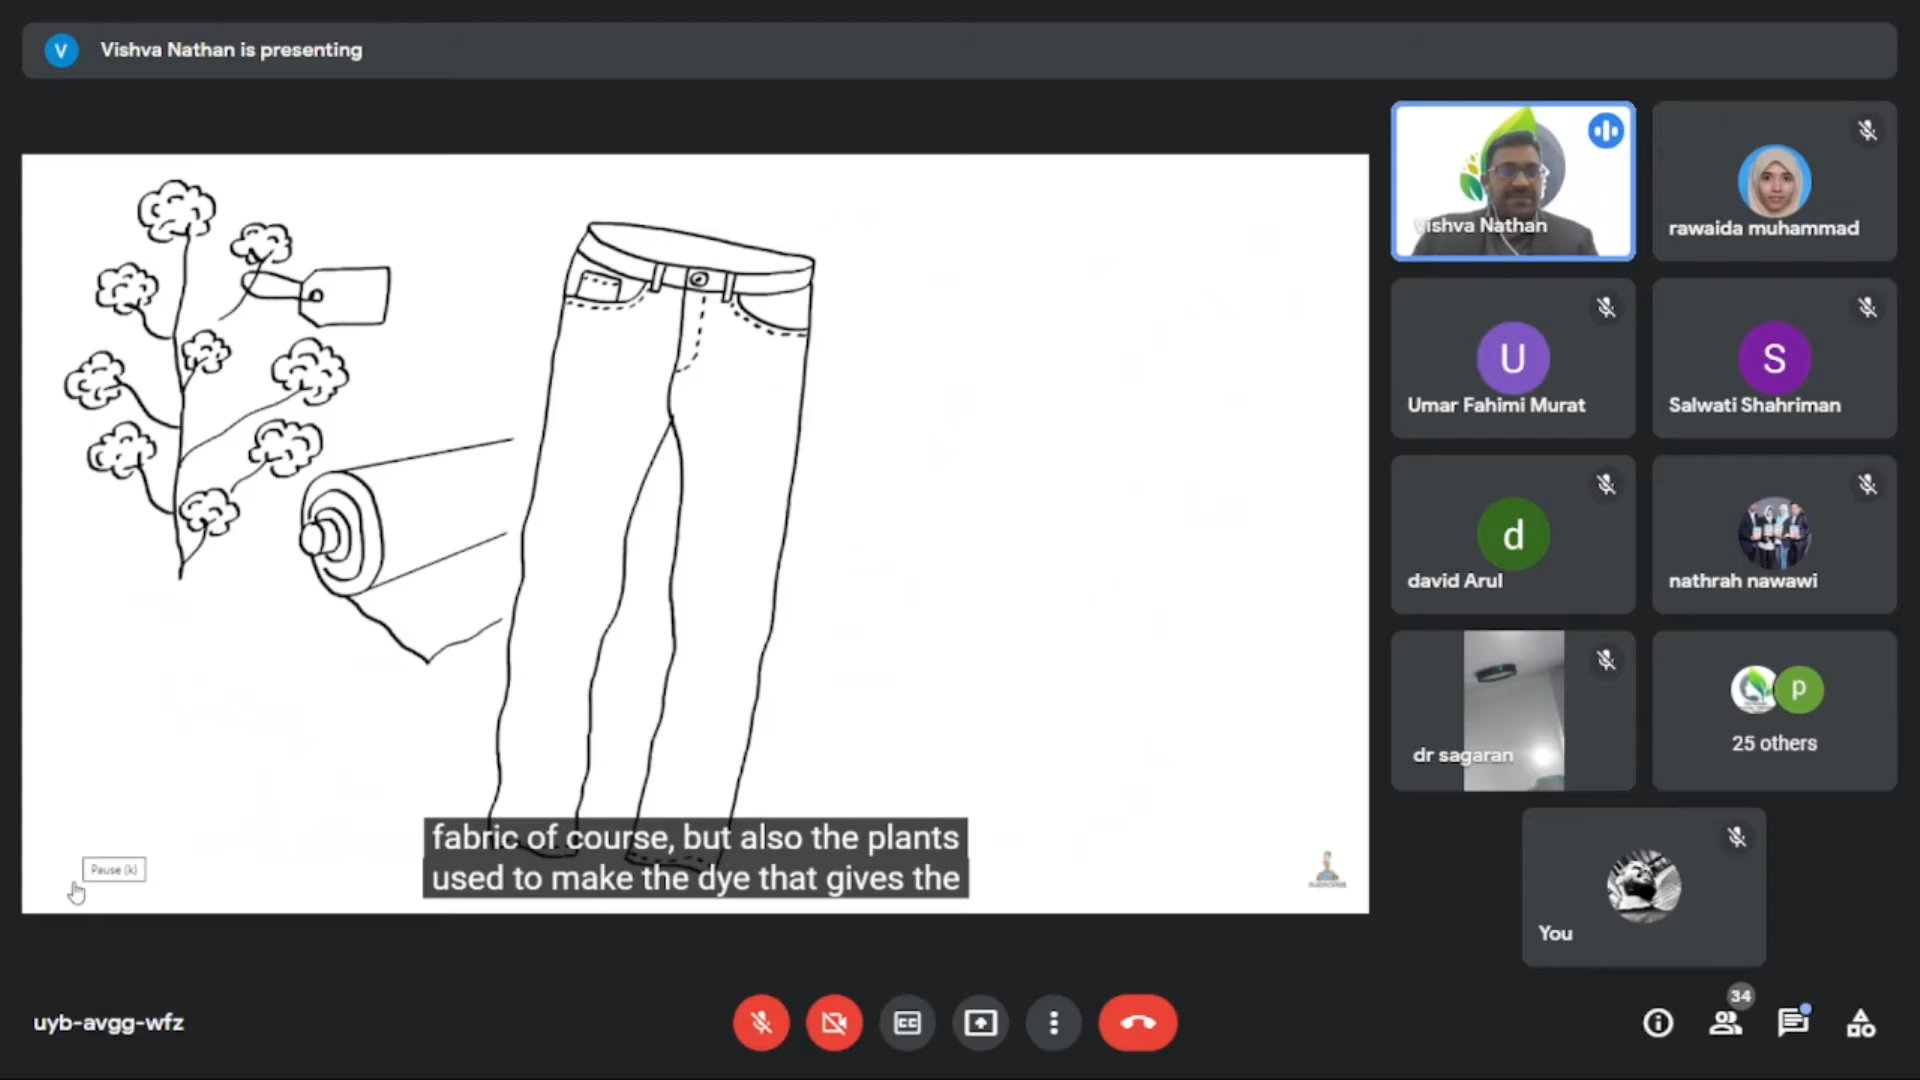 V
Vishva Nathan is presenting
Vishva Nathan
rawaida muhammad
U
Umar Fahimi Murat
S
Salwati Shahriman
d
david Arul
nathrah nawawi
dr sagaran
p
25 others
You
fabric of course, but also the plants
used to make the dye that gives the
Pause (k)
uyb-avgg-wfz
CC
34